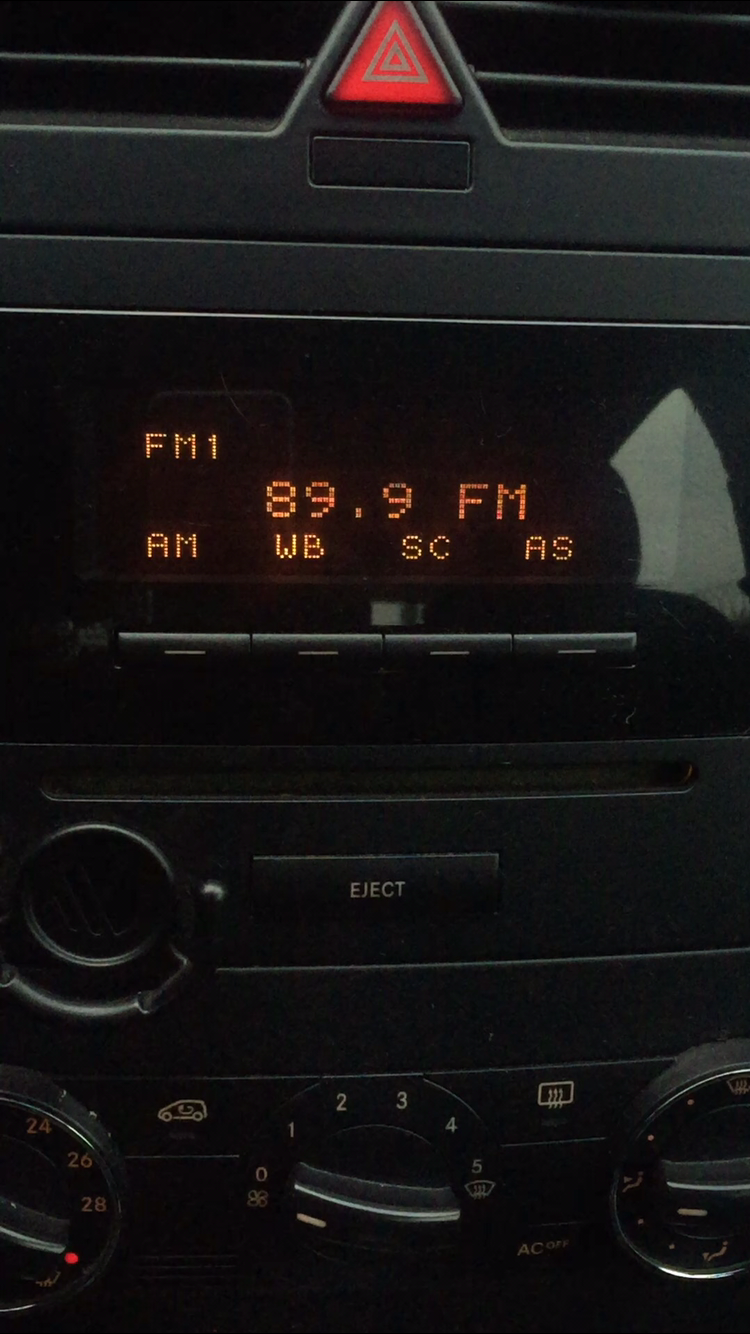 FM1
89.9 FM
AM WB SC AS
EJECT
0 1 2 3 4 5
24
26
28
AC OFF